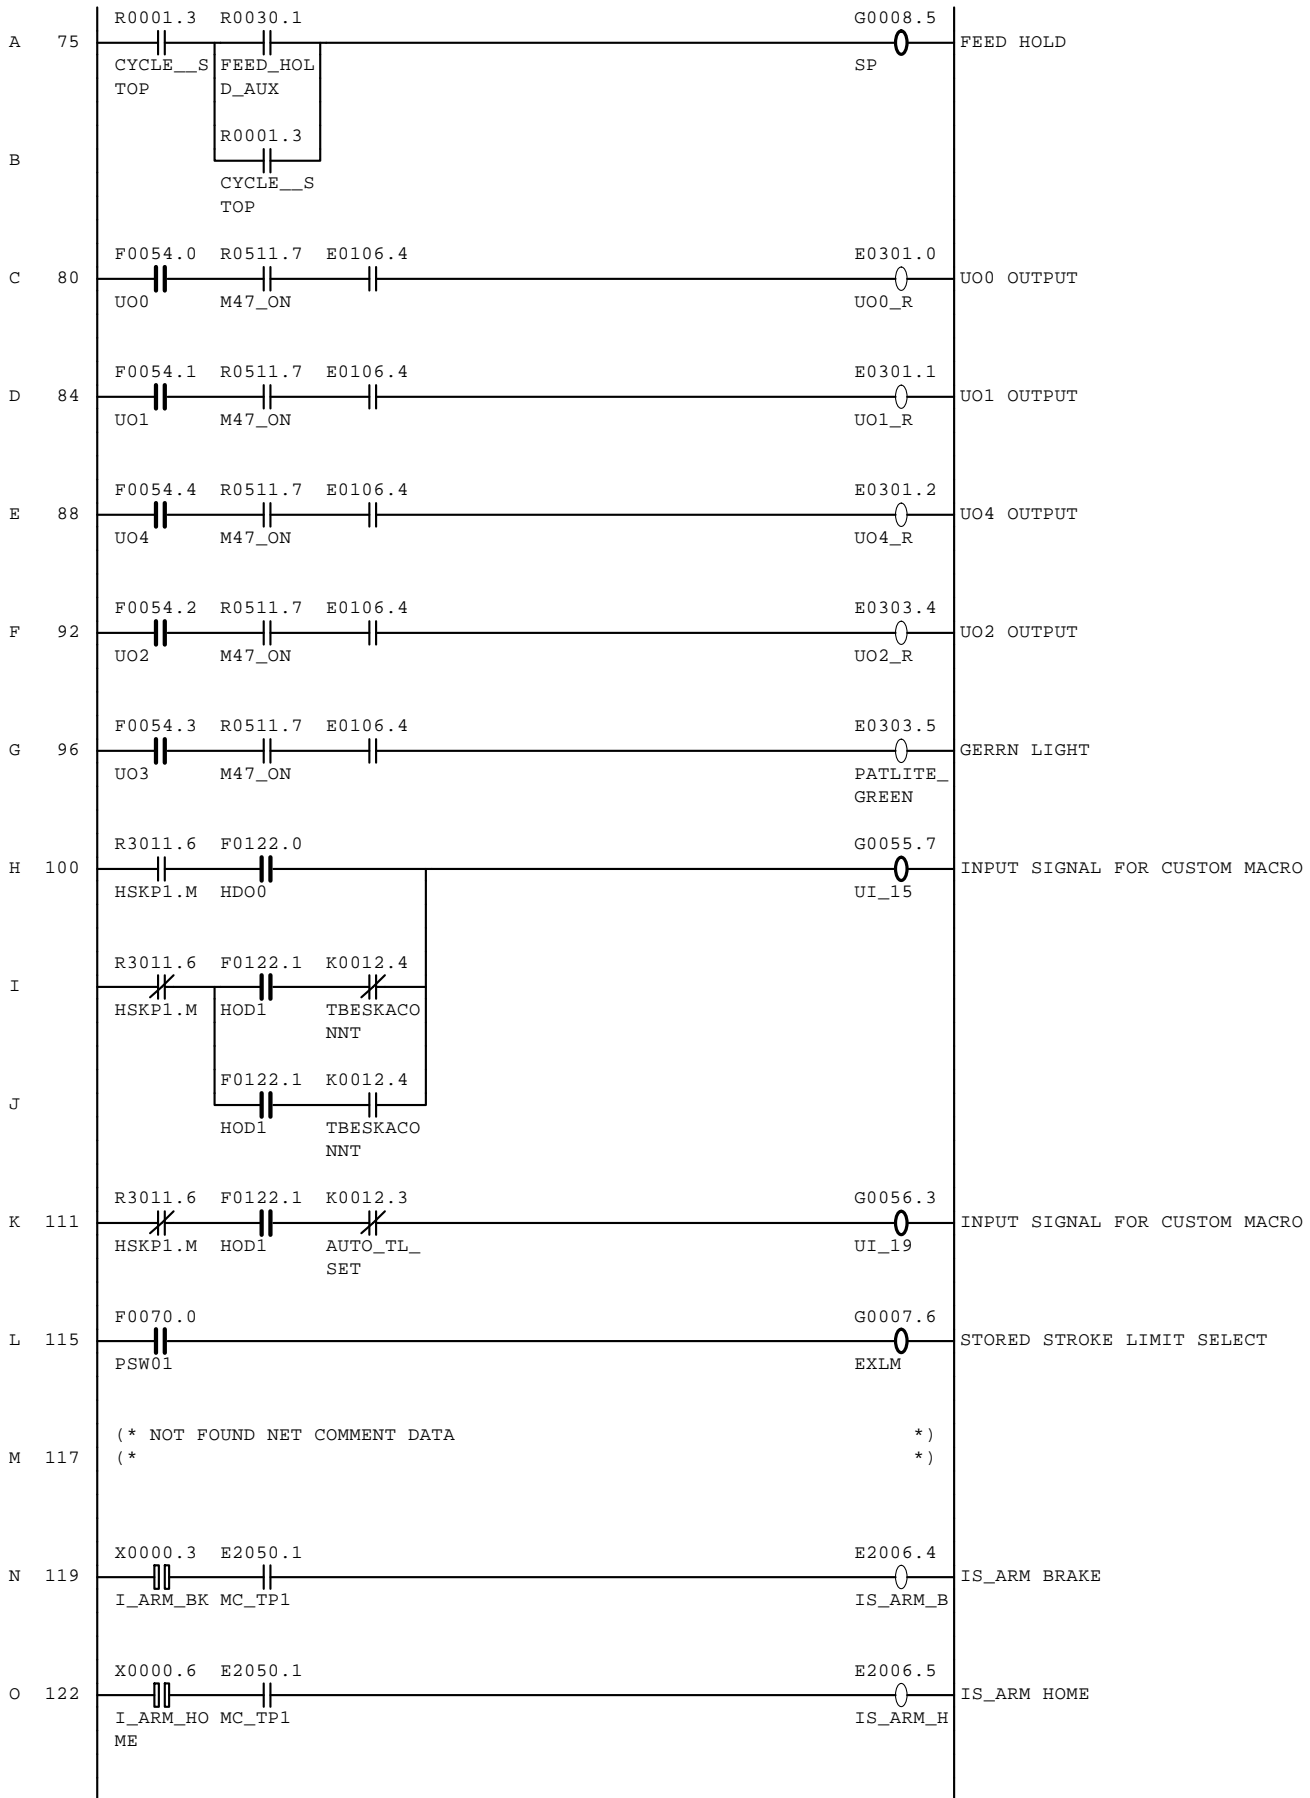 R0001.3 R0030.1 G0008.5
A 75 FEED HOLD
CYCLE__S FEED_HOL SP
TOP D_AUX
R0001.3
B
CYCLE__S
TOP
F0054.0 R0511.7 E0106.4 E0301.0
C 80 UO0 OUTPUT
UO0 M47_ON UO0_R
F0054.1 R0511.7 E0106.4 E0301.1
D 84 UO1 OUTPUT
UO1 M47_ON UO1_R
F0054.4 R0511.7 E0106.4 E0301.2
E 88 UO4 OUTPUT
UO4 M47_ON UO4_R
F0054.2 R0511.7 E0106.4 E0303.4
F 92 UO2 OUTPUT
UO2 M47_ON UO2_R
F0054.3 R0511.7 E0106.4 E0303.5
G 96 GERRN LIGHT
UO3 M47_ON PATLITE_
GREEN
R3011.6 F0122.0 G0055.7
H 100 INPUT SIGNAL FOR CUSTOM MACRO
HSKP1.M HDO0 UI_15
R3011.6 F0122.1 K0012.4
I
HSKP1.M HOD1 TBESKACO
NNT
F0122.1 K0012.4
J
HOD1 TBESKACO
NNT
R3011.6 F0122.1 K0012.3 G0056.3
K 111 INPUT SIGNAL FOR CUSTOM MACRO
HSKP1.M HOD1 AUTO_TL_ UI_19
SET
F0070.0 G0007.6
L 115 STORED STROKE LIMIT SELECT
PSW01 EXLM
(* NOT FOUND NET COMMENT DATA *)
M 117 (* *)
X0000.3 E2050.1 E2006.4
N 119 IS_ARM BRAKE
I_ARM_BK MC_TP1 IS_ARM_B
X0000.6 E2050.1 E2006.5
O 122 IS_ARM HOME
I_ARM_HO MC_TP1 IS_ARM_H
ME